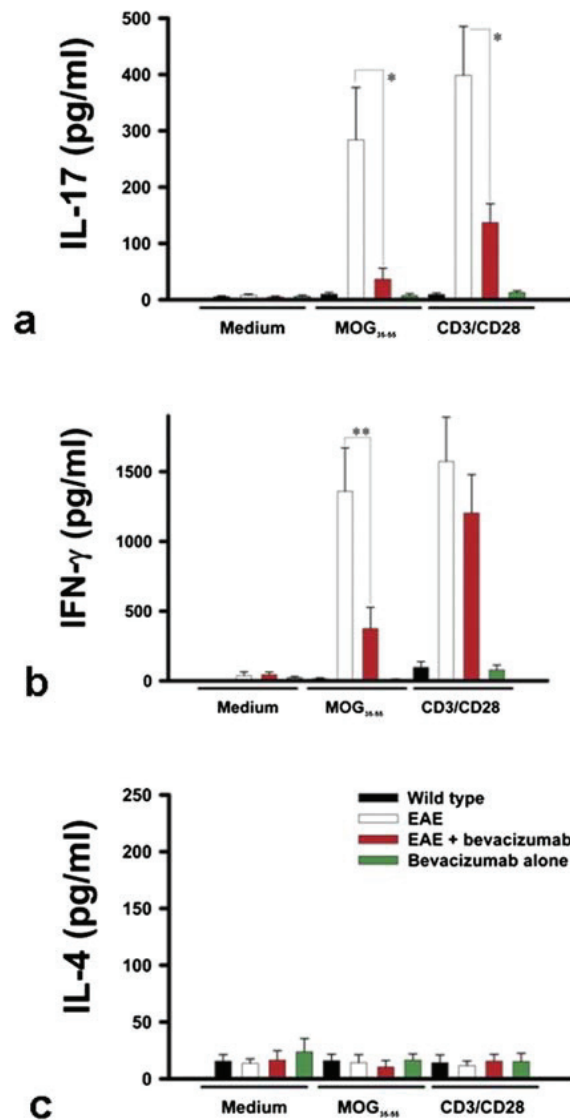 500
400
300
200
100
0
IL-17 (pg/ml)
*
*
Medium
MOG₃₅₋₅₅
CD3/CD28
a
1500
1000
500
0
IFN-γ (pg/ml)
**
Medium
MOG₃₅₋₅₅
CD3/CD28
b
250
200
150
100
50
0
IL-4 (pg/ml)
Wild type
EAE
EAE + bevacizumab
Bevacizumab alone
Medium
MOG₃₅₋₅₅
CD3/CD28
c